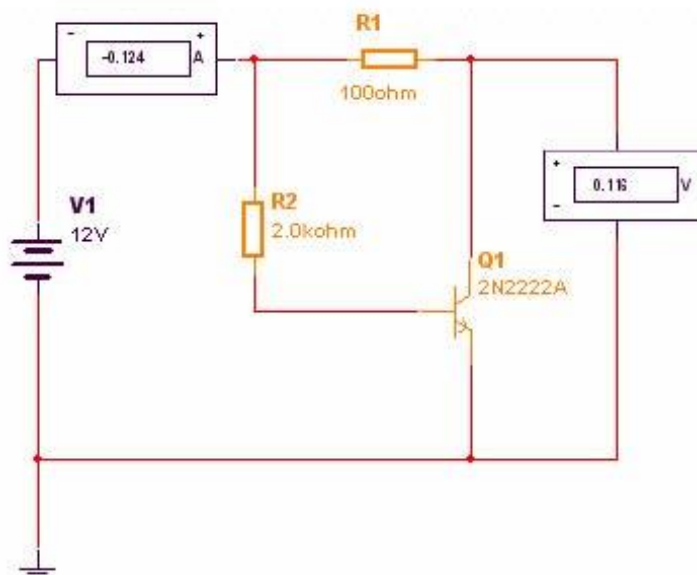 R1
- +
-0.124 A
100ohm
+
0.116 V
-
V1
12V
R2
2.0kohm
Q1
2N2222A